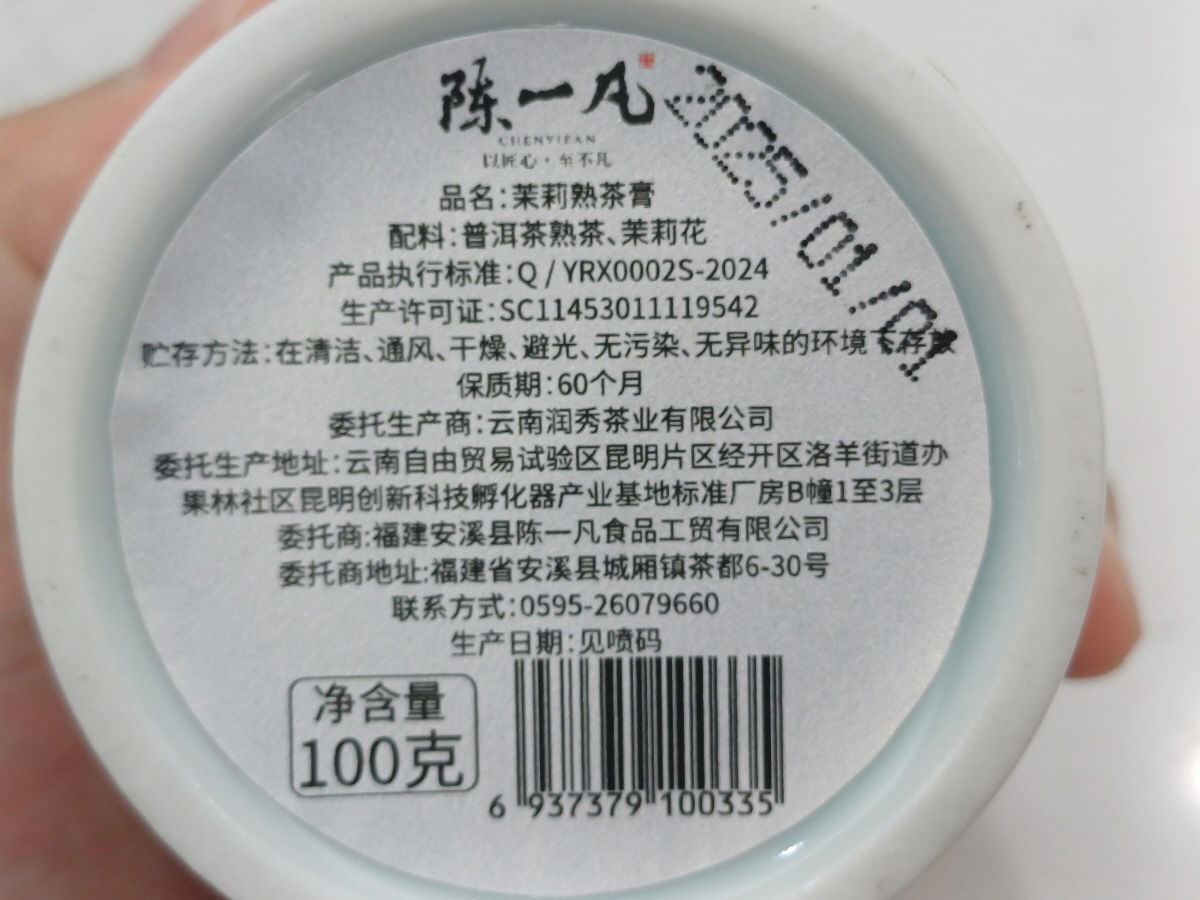 陈一凡
CHENYIFAN
以匠心·至不凡
2025/01/01
品名:茉莉熟茶膏
配料:普洱茶熟茶、茉莉花
产品执行标准:Q/YRX0002S-2024
生产许可证:SC11453011119542
贮存方法:在清洁、通风、干燥、避光、无污染、无异味的环境下存放
保质期:60个月
委托生产商:云南润秀茶业有限公司
委托生产地址:云南自由贸易试验区昆明片区经开区洛羊街道办
果林社区昆明创新科技孵化器产业基地标准厂房B幢1至3层
委托商:福建安溪县陈一凡食品工贸有限公司
委托商地址:福建省安溪县城厢镇茶都6-30号
联系方式:0595-26079660
生产日期:见喷码
净含量
100克
6 937379 100335